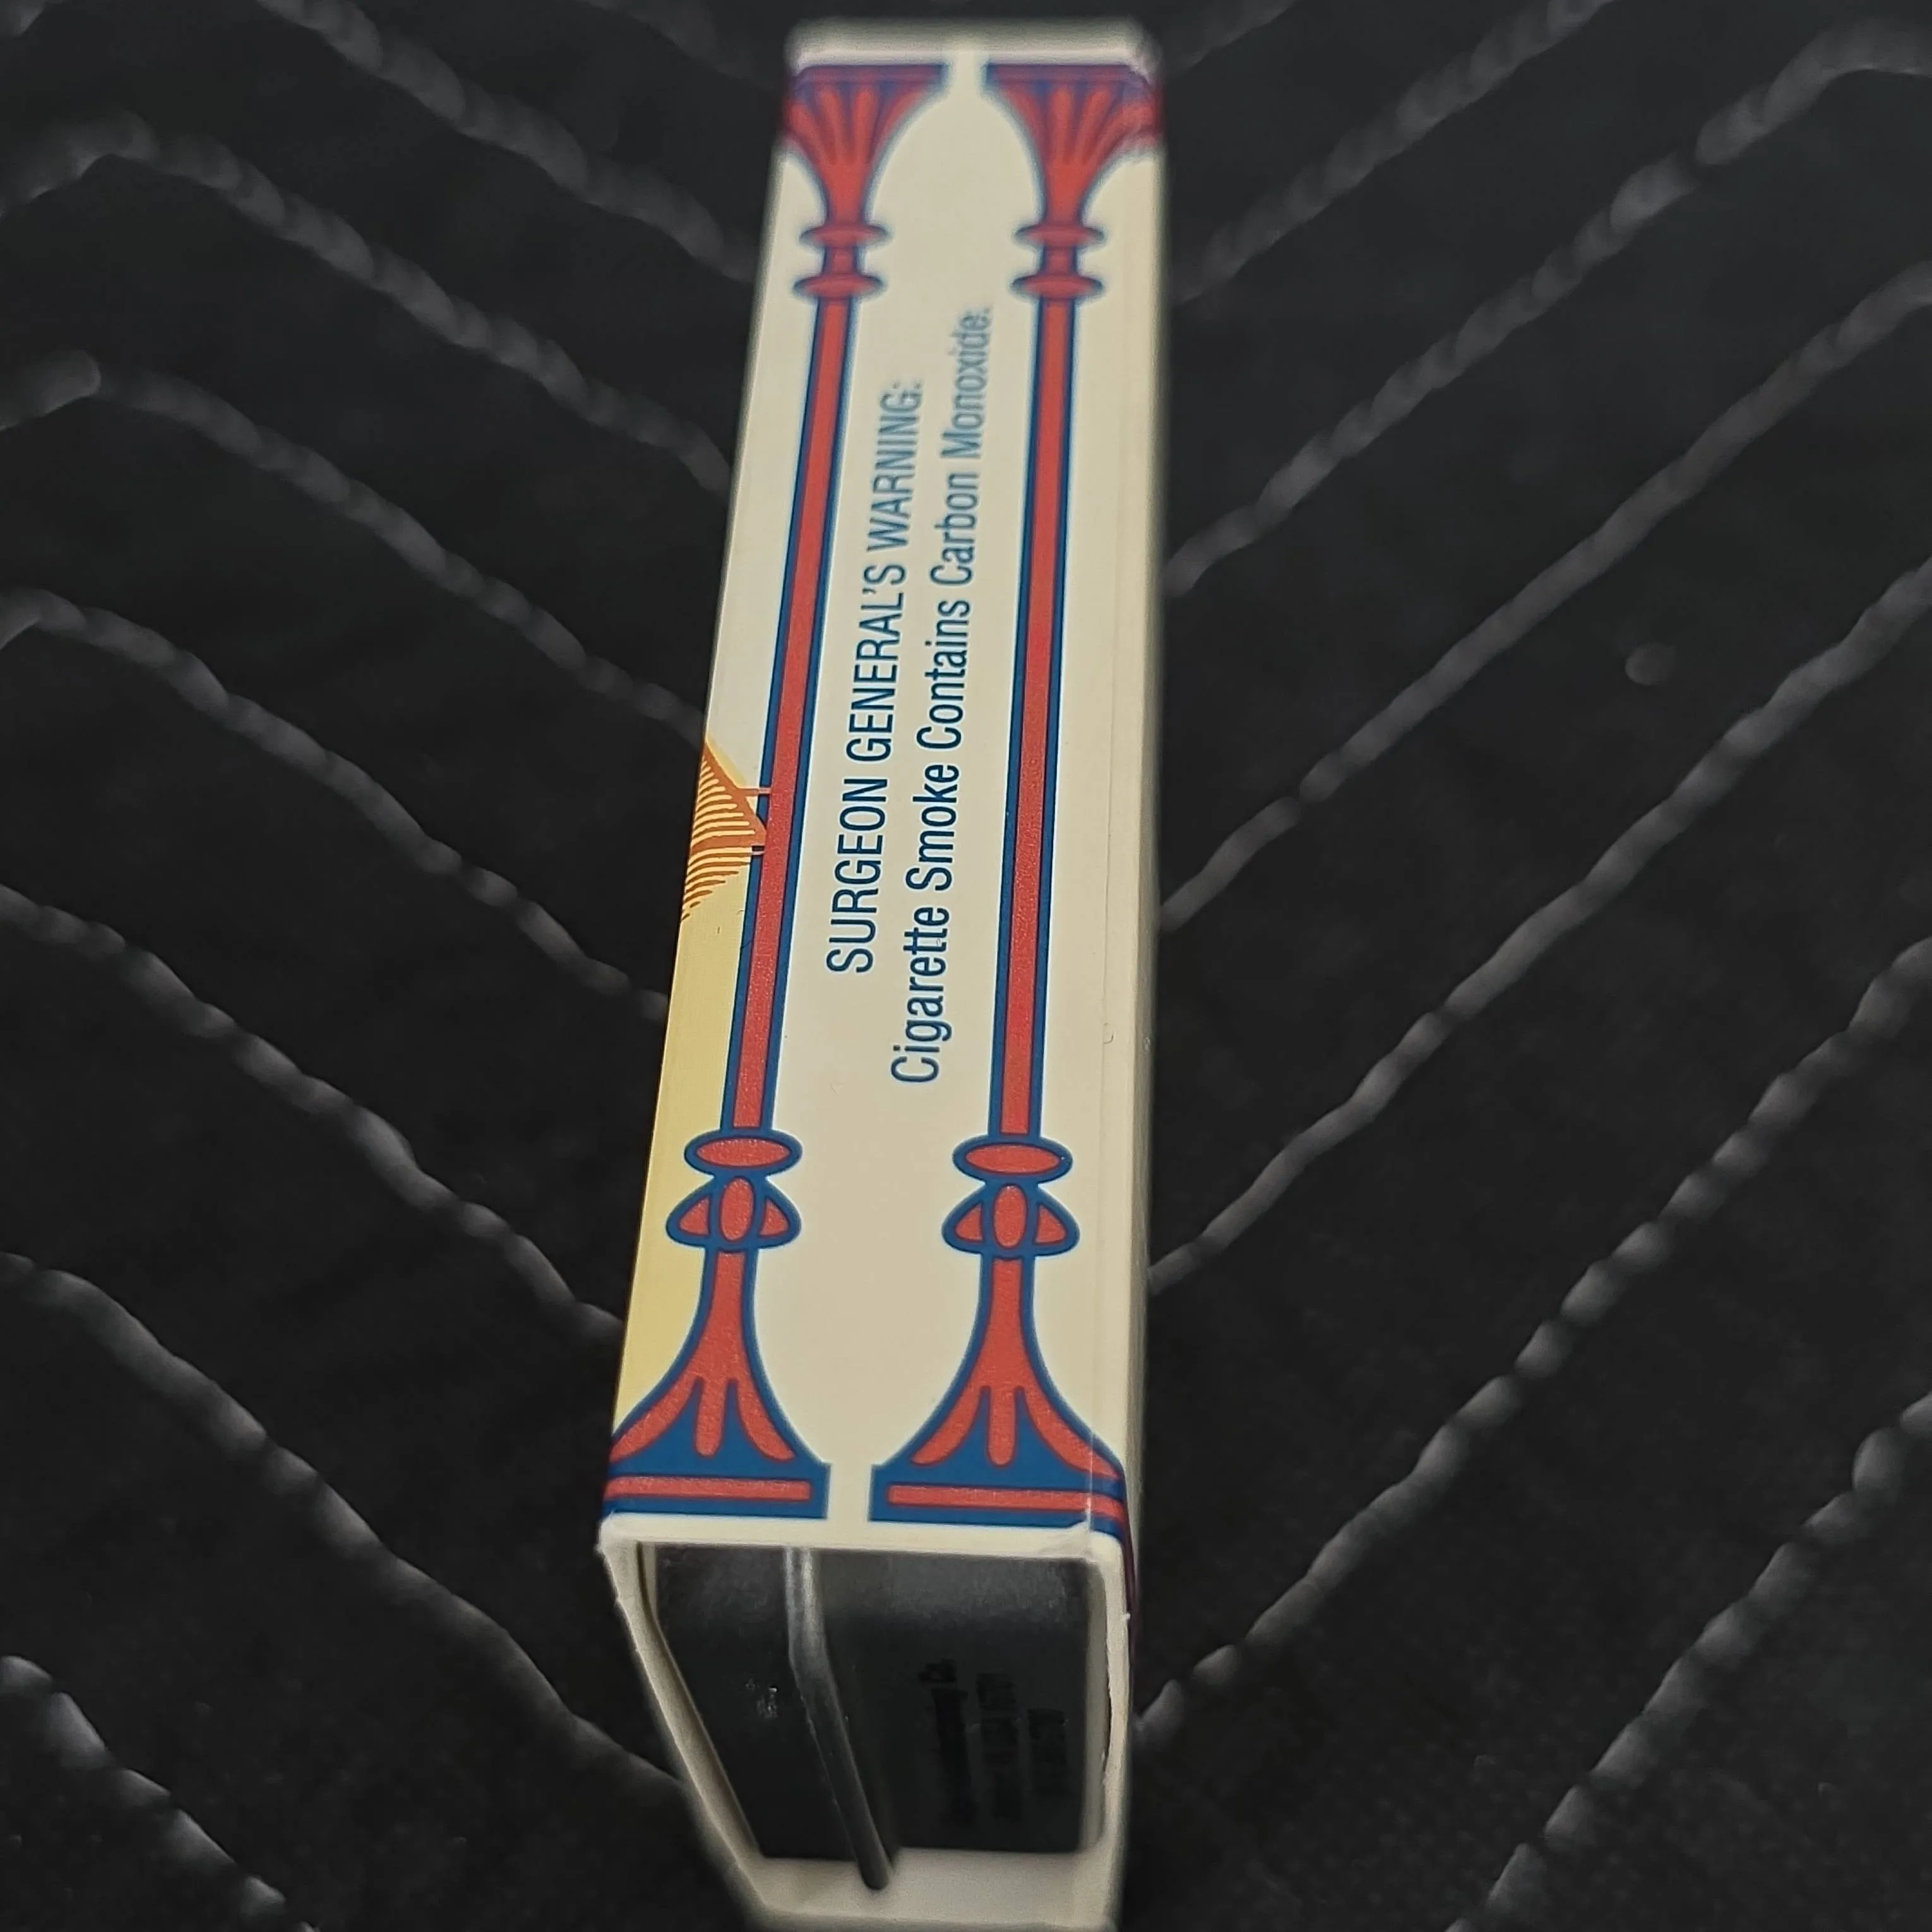 SURGEON GENERAL'S WARNING:
Cigarette Smoke Contains Carbon Monoxide.